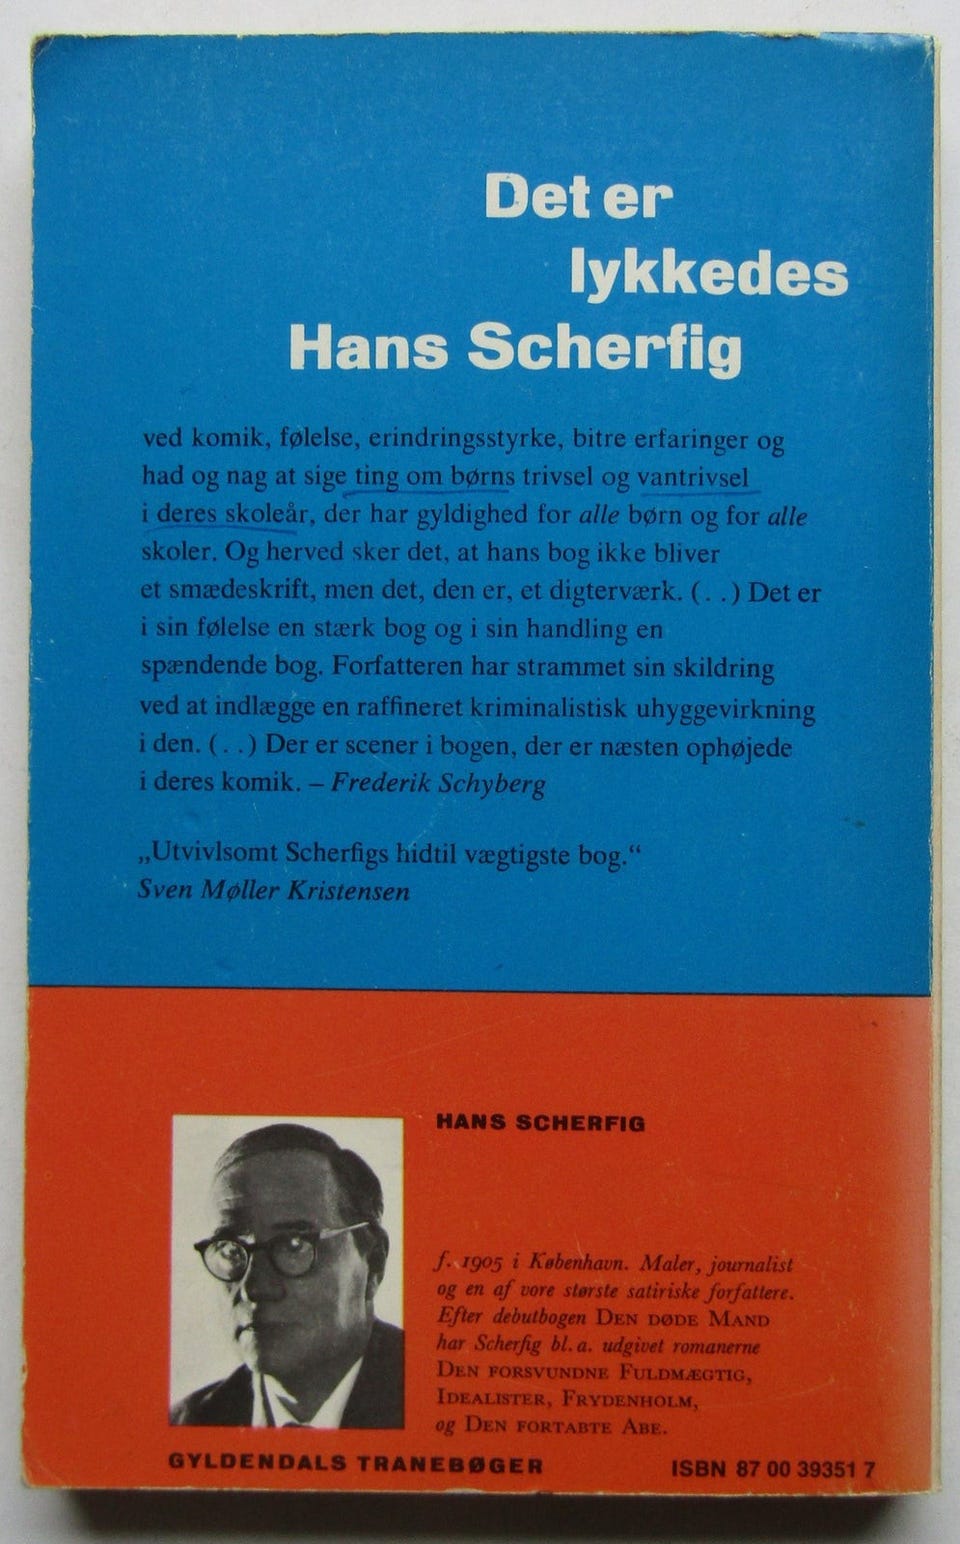 Det er
lykkedes
Hans Scherfig
ved komik, følelse, erindringsstyrke, bitre erfaringer og
had og nag at sige ting om børns trivsel og vantrivsel
i deres skoleår, der har gyldighed for alle børn og for alle
skoler. Og herved sker det, at hans bog ikke bliver
et smædeskrift, men det, den er, et digterværk. (. .) Det er
i sin følelse en stærk bog og i sin handling en
spændende bog. Forfatteren har strammet sin skildring
ved at indlægge en raffineret kriminalistisk uhyggevirkning
i den. (. .) Der er scener i bogen, der er næsten ophøjede
i deres komik. – Frederik Schyberg
„Utvivlsomt Scherfigs hidtil vægtigste bog.“
Sven Møller Kristensen
HANS SCHERFIG
f. 1905 i København. Maler, journalist
og en af vore største satiriske forfattere.
Efter debutbogen DEN DØDE MAND
har Scherfig bl. a. udgivet romanerne
DEN FORSVUNDNE FULDMÆGTIG,
IDEALISTER, FRYDENHOLM,
og DEN FORTABTE ABE.
GYLDENDALS TRANEBØGER
ISBN 87 00 39351 7